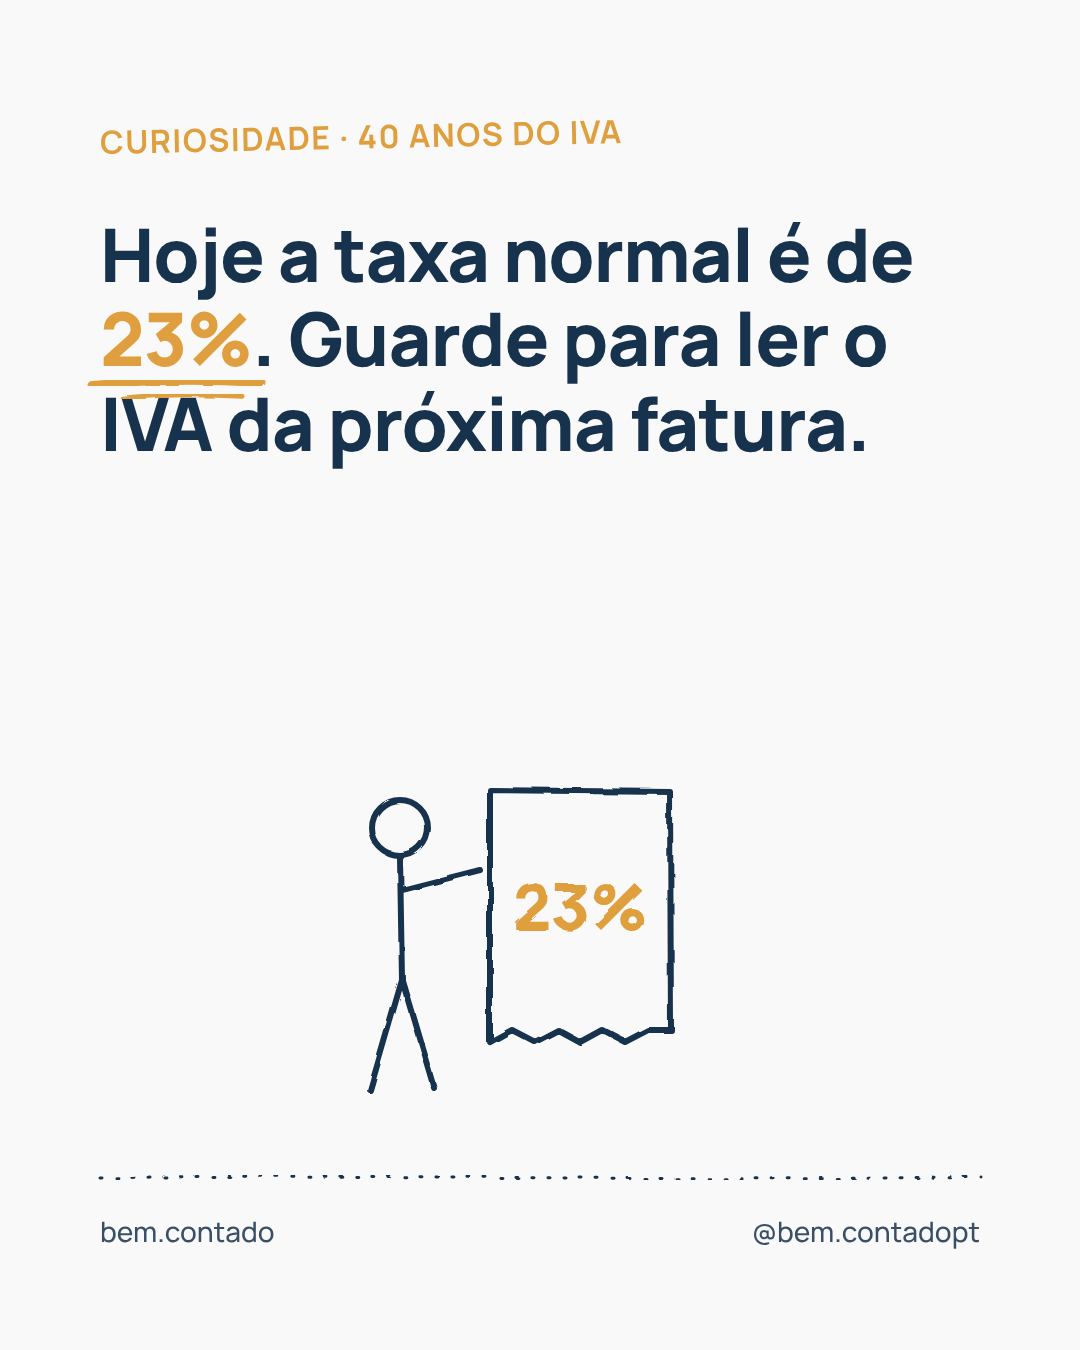 CURIOSIDADE · 40 ANOS DO IVA
Hoje a taxa normal é de
23%. Guarde para ler o
IVA da próxima fatura.
23%
bem.contado
@bem.contadopt